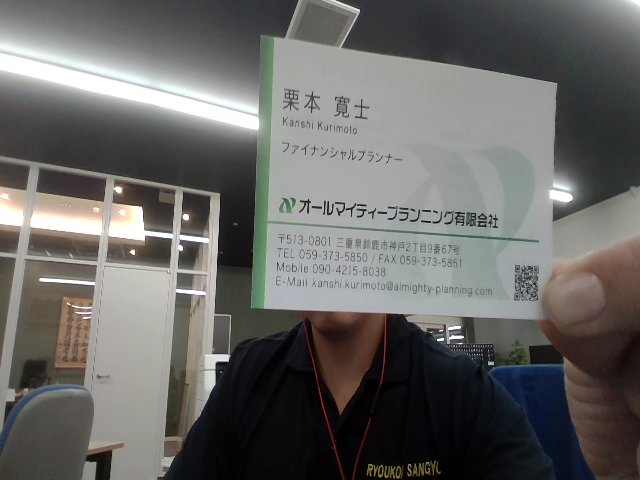 栗本 寛士
Kanshi Kurimoto
ファイナンシャルプランナー
オールマイティープランニング有限会社
〒513-0801 三重県鈴鹿市神戸2丁目9番67号
TEL 059-373-5850 / FAX 059-373-5851
Mobile 090-4215-8038
E-Mail kanshi.kurimoto@almighty-planning.com
RYOUKOU SANGYO